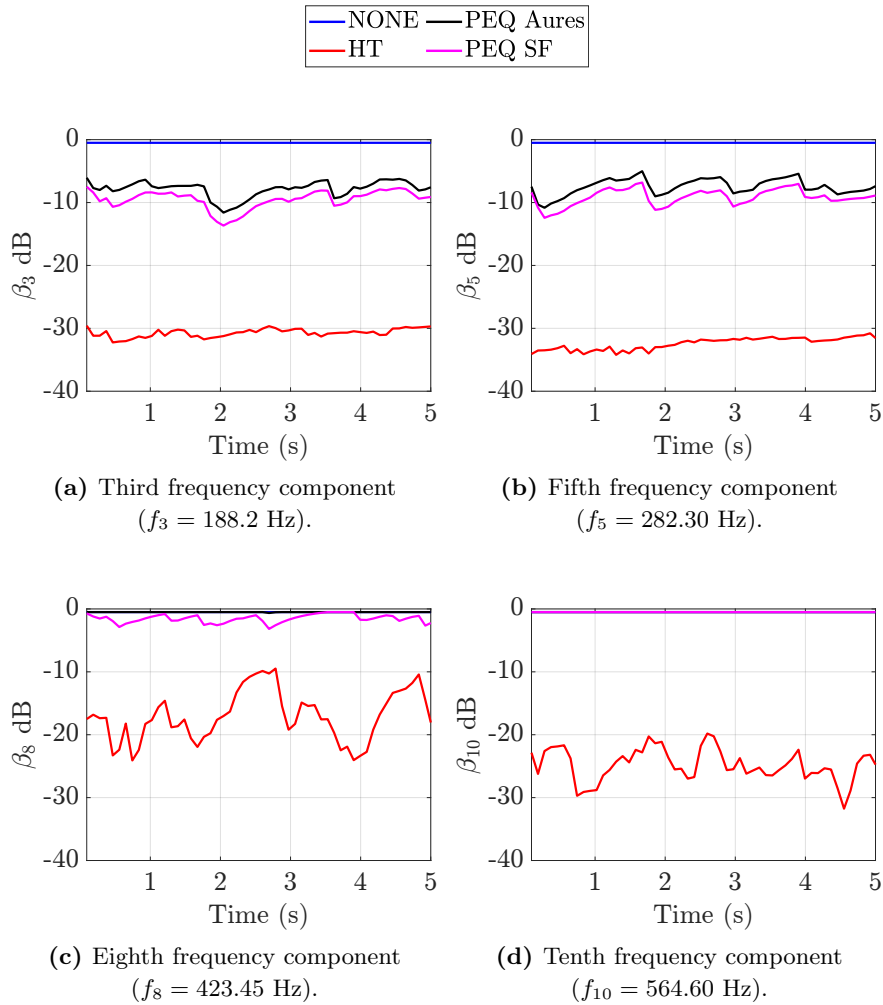 NONE PEQ Aures
HT PEQ SF
0
-10
-20
-30
-40
β3 dB
1 2 3 4 5
Time (s)
(a) Third frequency component
(f3 = 188.2 Hz).
0
-10
-20
-30
-40
β5 dB
1 2 3 4 5
Time (s)
(b) Fifth frequency component
(f5 = 282.30 Hz).
0
-10
-20
-30
-40
β8 dB
1 2 3 4 5
Time (s)
(c) Eighth frequency component
(f8 = 423.45 Hz).
0
-10
-20
-30
-40
β10 dB
1 2 3 4 5
Time (s)
(d) Tenth frequency component
(f10 = 564.60 Hz).